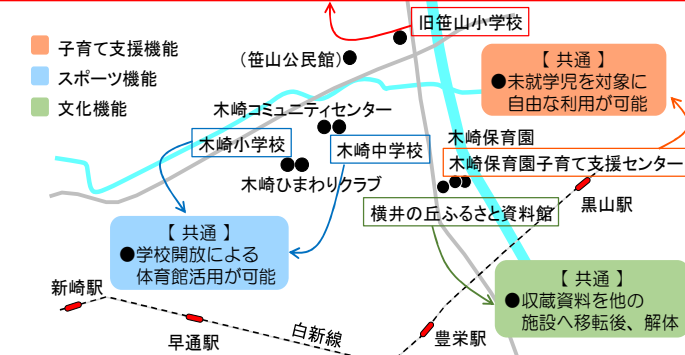 旧笹山小学校
子育て支援機能
スポーツ機能
文化機能
(笹山公民館)
【 共通 】
●未就学児を対象に
自由な利用が可能
木崎コミュニティセンター
木崎小学校
木崎中学校
木崎ひまわりクラブ
木崎保育園
木崎保育園子育て支援センター
横井の丘ふるさと資料館
黒山駅
【 共通 】
●学校開放による
体育館活用が可能
【 共通 】
●収蔵資料を他の
施設へ移転後、解体
新崎駅
早通駅
白新線
豊栄駅